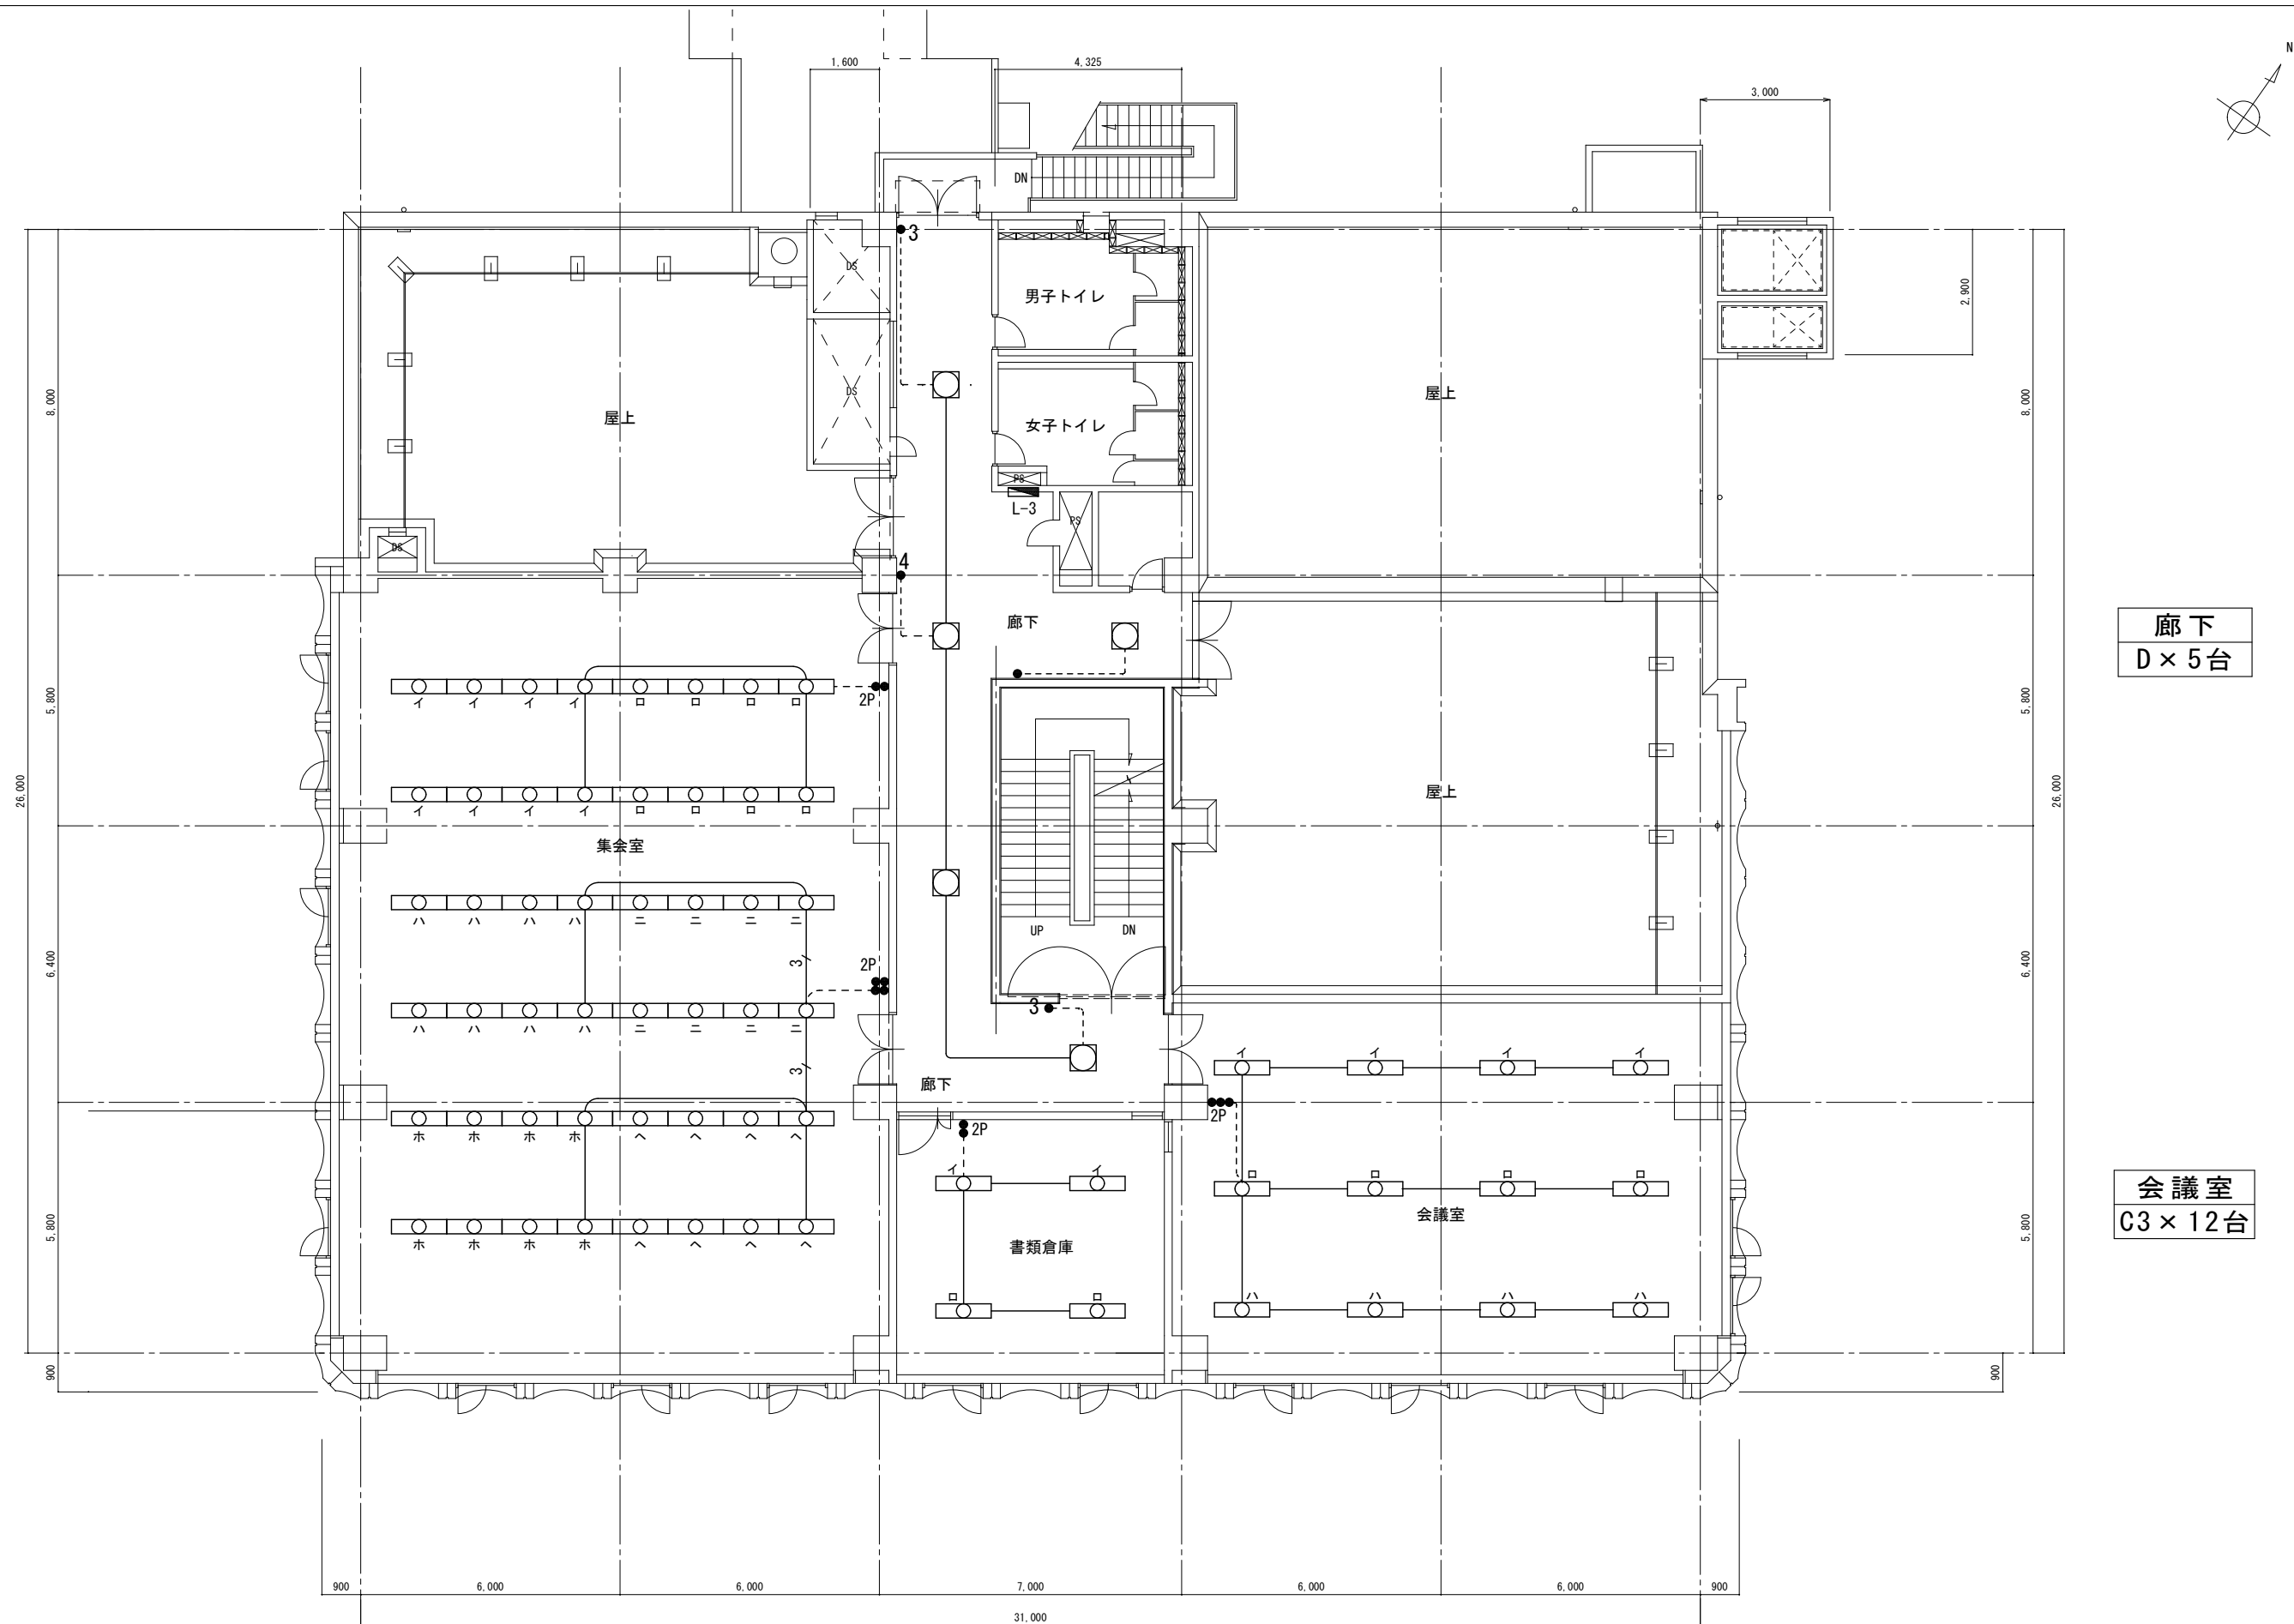 N
1,600
4,325
3,000
DN
3
DS
男子トイレ
2,900
8,000
屋上
DS
女子トイレ
屋上
8,000
PS
L-3
PS
DS
4
廊下
廊下
D×5台
2P
イ イ イ イ ロ ロ ロ ロ
5,800
5,800
26,000
屋上
26,000
イ イ イ イ ロ ロ ロ ロ
集会室
ハ ハ ハ ハ ニ ニ ニ ニ
UP
DN
6,400
3
2P
6,400
3
ハ ハ ハ ハ ニ ニ ニ ニ
イ イ イ イ
3
廊下
2P
2P
ホ ホ ホ ホ ヘ ヘ ヘ ヘ
イ イ
ロ ロ ロ ロ
会議室
会議室
C3×12台
5,800
書類倉庫
5,800
ホ ホ ホ ホ ヘ ヘ ヘ ヘ
ロ ロ
ハ ハ ハ ハ
900
900
900
6,000
6,000
7,000
6,000
6,000
900
31,000